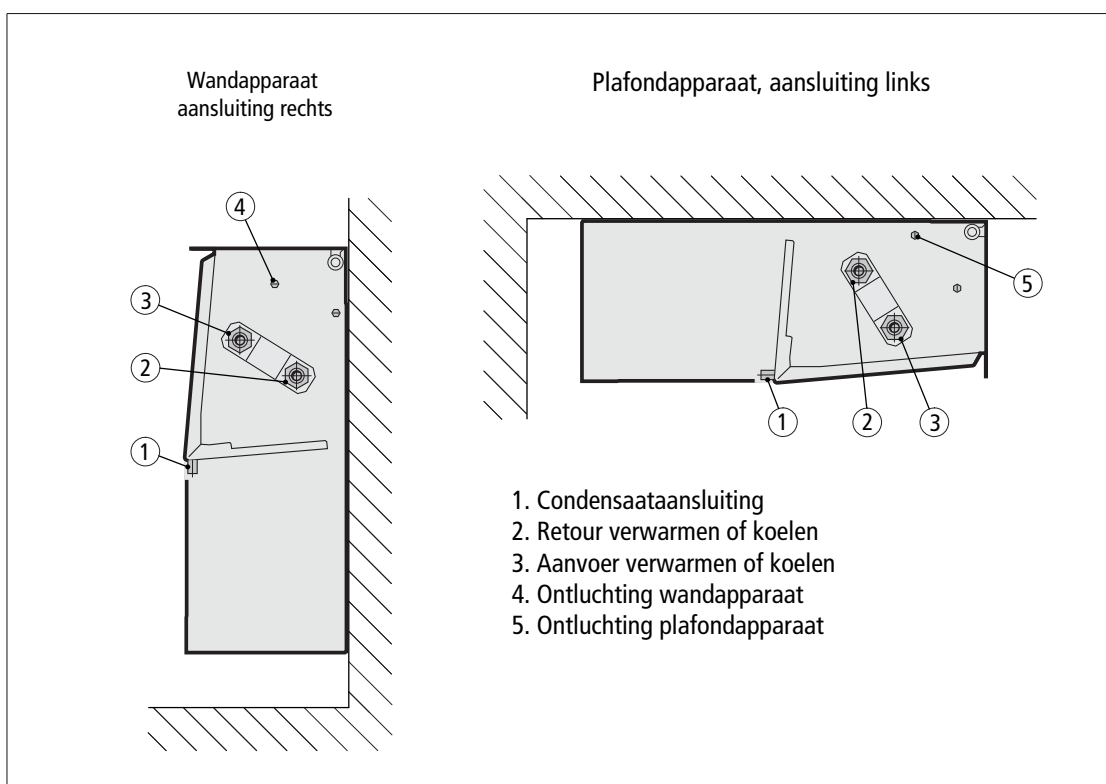 Wandapparaat
aansluiting rechts
Plafondapparaat, aansluiting links
4
3
2
1
5
1
2
3
1. Condensaataansluiting
2. Retour verwarmen of koelen
3. Aanvoer verwarmen of koelen
4. Ontluchting wandapparaat
5. Ontluchting plafondapparaat